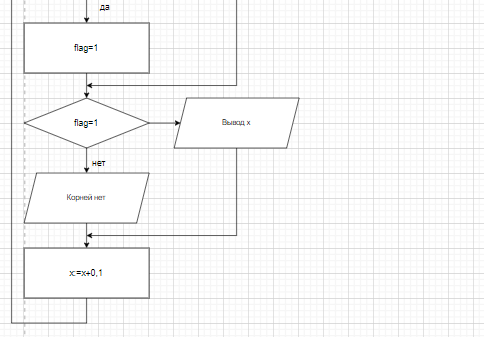 да
flag=1
flag=1
Вывод x
нет
Корней нет
x:=x+0,1